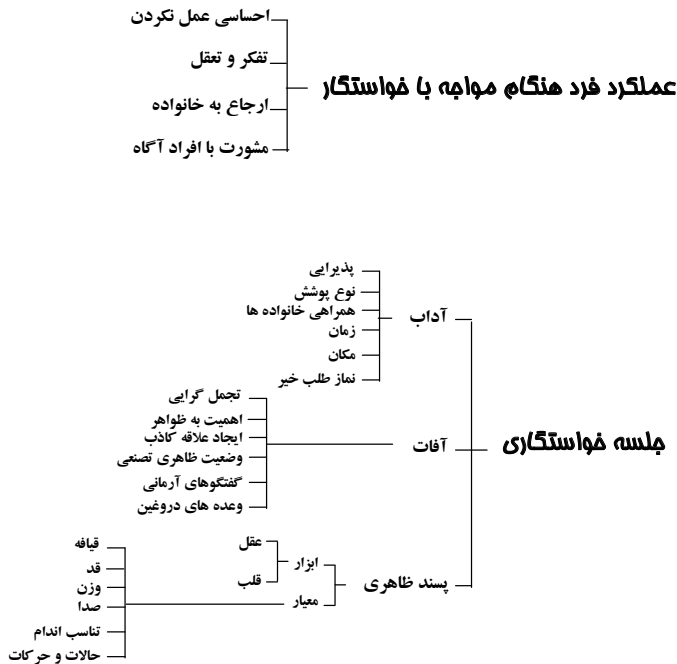 عملکرد فرد هنگام مواجه با خواستگار
احساسی عمل نکردن
تفکر و تعقل
ارجاع به خانواده
مشورت با افراد آگاه
جلسه خواستگاری
آداب
پذیرایی
نوع پوشش
همراهی خانواده ها
زمان
مکان
نماز طلب خیر
آفات
تجمل گرایی
اهمیت به ظواهر
ایجاد علاقه کاذب
وضعیت ظاهری تصنعی
گفتگوهای آرمانی
وعده های دروغین
پسند ظاهری
ابزار
عقل
قلب
معیار
قیافه
قد
وزن
صدا
تناسب اندام
حالات و حرکات